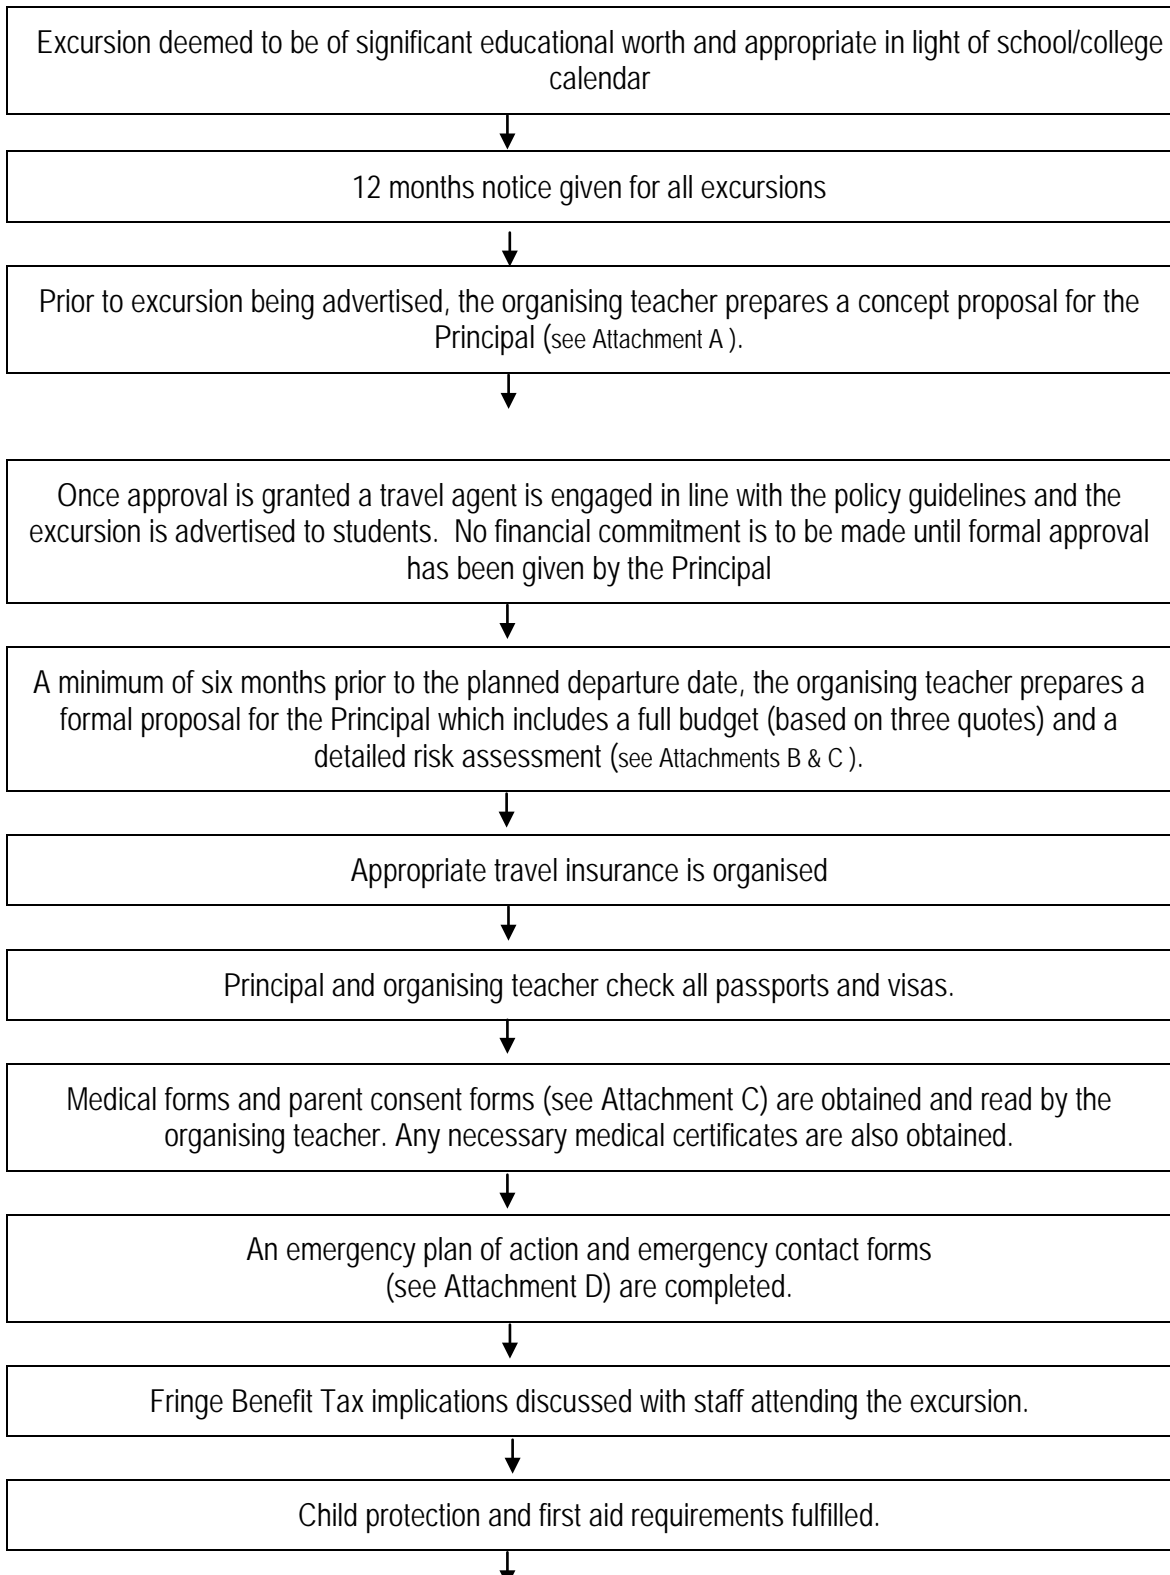 Excursion deemed to be of significant educational worth and appropriate in light of school/college
calendar
12 months notice given for all excursions
Prior to excursion being advertised, the organising teacher prepares a concept proposal for the
Principal (see Attachment A ).
Once approval is granted a travel agent is engaged in line with the policy guidelines and the
excursion is advertised to students.  No financial commitment is to be made until formal approval
has been given by the Principal
A minimum of six months prior to the planned departure date, the organising teacher prepares a
formal proposal for the Principal which includes a full budget (based on three quotes) and a
detailed risk assessment (see Attachments B & C ).
Appropriate travel insurance is organised
Principal and organising teacher check all passports and visas.
Medical forms and parent consent forms (see Attachment C) are obtained and read by the
organising teacher. Any necessary medical certificates are also obtained.
An emergency plan of action and emergency contact forms
(see Attachment D) are completed.
Fringe Benefit Tax implications discussed with staff attending the excursion.
Child protection and first aid requirements fulfilled.